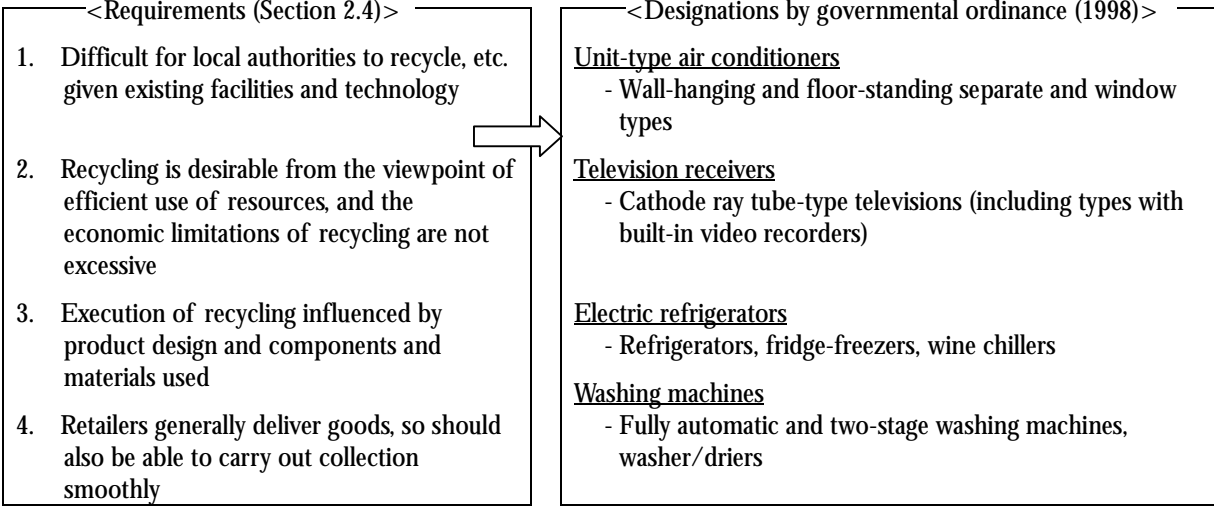 <Requirements (Section 2.4)>
1. Difficult for local authorities to recycle, etc.
given existing facilities and technology
2. Recycling is desirable from the viewpoint of
efficient use of resources, and the
economic limitations of recycling are not
excessive
3. Execution of recycling influenced by
product design and components and
materials used
4. Retailers generally deliver goods, so should
also be able to carry out collection
smoothly
<Designations by governmental ordinance (1998)>
Unit-type air conditioners
- Wall-hanging and floor-standing separate and window
types
Television receivers
- Cathode ray tube-type televisions (including types with
built-in video recorders)
Electric refrigerators
- Refrigerators, fridge-freezers, wine chillers
Washing machines
- Fully automatic and two-stage washing machines,
washer/driers